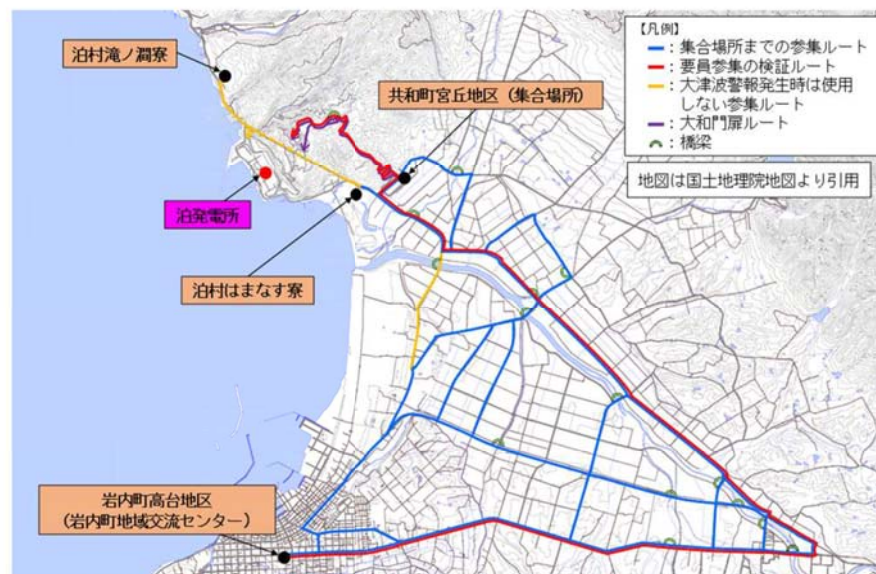 【凡例】
：集合場所までの参集ルート
：要員参集の検証ルート
：大津波警報発生時は使用
しない参集ルート
：大和門扉ルート
：橋梁
地図は国土地理院地図より引用
泊村滝ノ澗寮
共和町宮丘地区（集合場所）
泊発電所
泊村はまなす寮
岩内町高台地区
（岩内町地域交流センター）